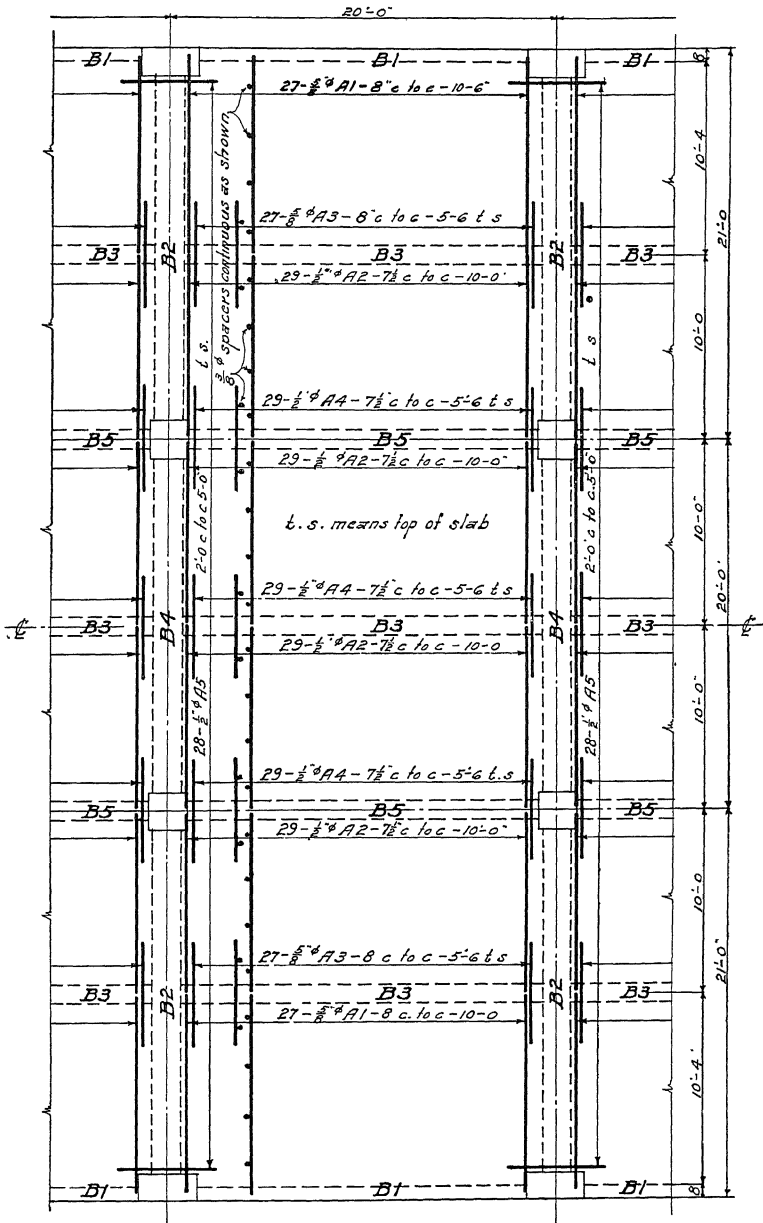 20'-0"
B1 B1 B1
8
27-5/8"φ A1-8" c to c-10-6"
3/8"φ spacers continuous as shown
10'-4
21'-0
27-5/8"φ A3-8" c to c-5-6 t s
B2 B2
B3 B3 B3
29-1/2"φ A2-7 1/2 c to c-10-0"
t s. t s
10'-0
29-1/2"φ A4-7 1/2 c to c-5'-6 t s
B5 B5 B5
29-1/2"φ A2-7 1/2 c to c-10-0"
2'-0 c to c 5-0" 2'-0" c to c. 5'-0"
t.s. means top of slab
10'-0"
20'-0"
29-1/2"φ A4-7 1/2" c to c-5-6 t s
B4 B4
℄ B3 B3 B3 ℄
29-1/2"φ A2-7 1/2 c to c-10-0
28-1/2"φ A5 28-1/2"φ A5
10'-0"
29-1/2"φ A4-7 1/2 c to c-5'-6 t.s
B5 B5 B5
29-1/2"φ A2-7 1/2" c to c-10'-0"
10'-0
21'-0"
27-5/8"φ A3-8 c to c-5'-6 t s
B2 B2
B3 B3 B3
27-5/8"φ A1-8 c. to c-10-0
10'-4'
B1 B1 B1
8